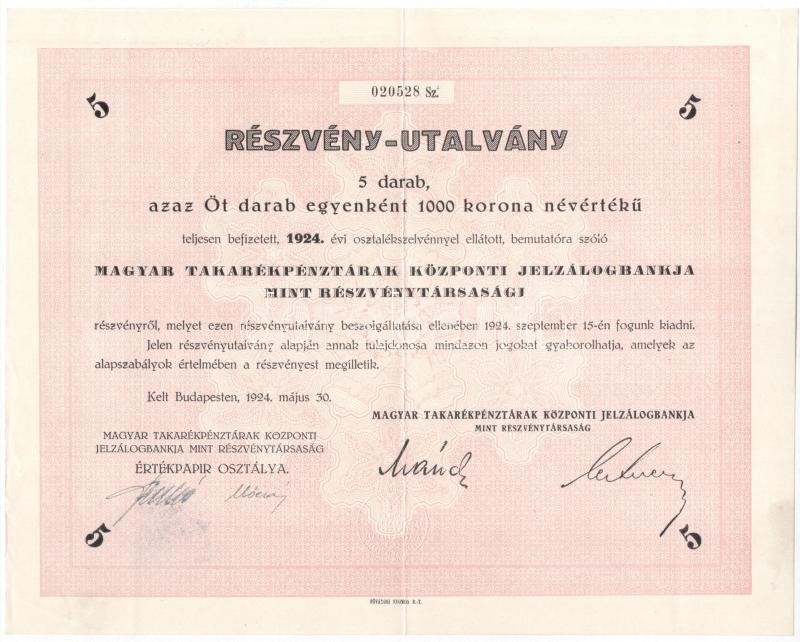 020528 Sz.
5 5
RÉSZVÉNY-UTALVÁNY
5 darab,
azaz Öt darab egyenként 1000 korona névértékű
teljesen befizetett, 1924. évi osztalékszelvénnyel ellátott, bemutatóra szóló
MAGYAR TAKARÉKPÉNZTÁRAK KÖZPONTI JELZÁLOGBANKJA
MINT RÉSZVÉNYTÁRSASÁGI
részvényről, melyet ezen részvényutalvány beszolgáltatása ellenében 1924. szeptember 15-én fogunk kiadni.
Jelen részvényutalvány alapján annak tulajdonosa mindazon jogokat gyakorolhatja, amelyek az
alapszabályok értelmében a részvényest megilletik.
Kelt Budapesten, 1924. május 30.
MAGYAR TAKARÉKPÉNZTÁRAK KÖZPONTI JELZÁLOGBANKJA
MINT RÉSZVÉNYTÁRSASÁG
MAGYAR TAKARÉKPÉNZTÁRAK KÖZPONTI
JELZÁLOGBANKJA MINT RÉSZVÉNYTÁRSASÁG
ÉRTÉKPAPIR OSZTÁLYA.
5 5